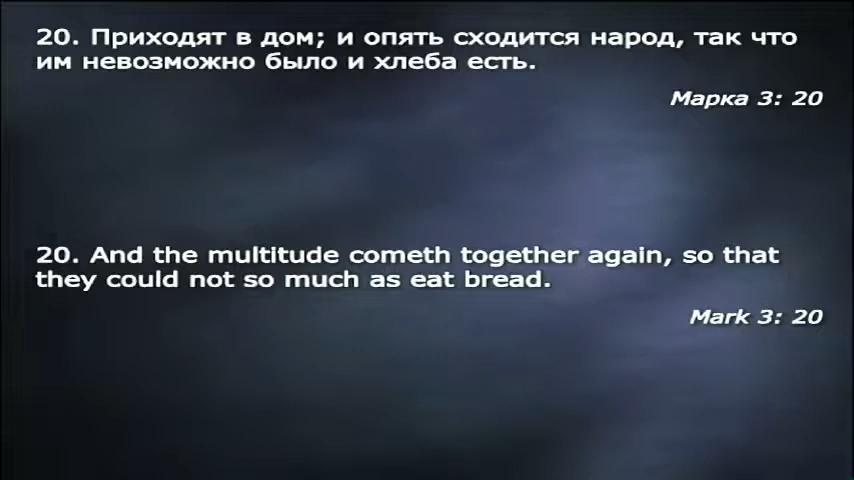 20. Приходят в дом; и опять сходится народ, так что
им невозможно было и хлеба есть.
Марка 3: 20
20. And the multitude cometh together again, so that
they could not so much as eat bread.
Mark 3: 20